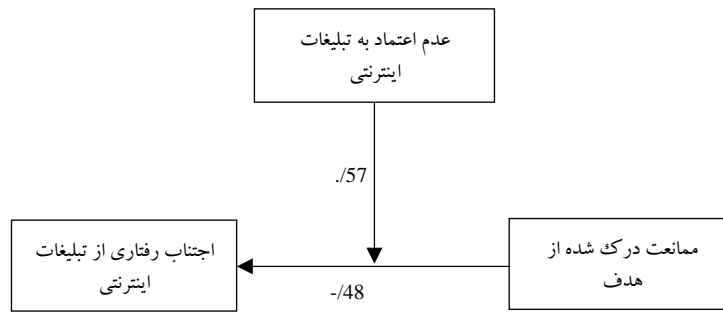 عدم اعتماد به تبلیغات
اینترنتی
./57
ممانعت درک شده از
هدف
اجتناب رفتاری از تبلیغات
اینترنتی
-/48